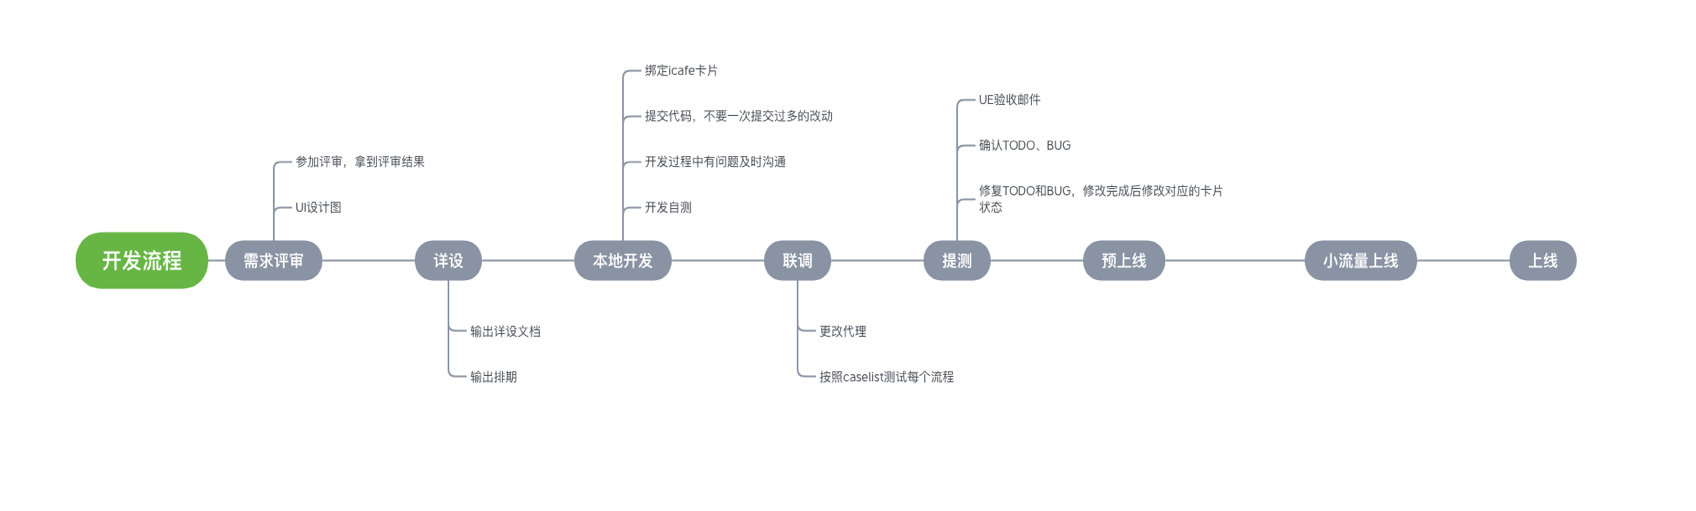 绑定icafe卡片
提交代码，不要一次提交过多的改动
开发过程中有问题及时沟通
开发自测
UE验收邮件
确认TODO、BUG
修复TODO和BUG，修改完成后修改对应的卡片
状态
参加评审，拿到评审结果
UI设计图
开发流程
需求评审
详设
本地开发
联调
提测
预上线
小流量上线
上线
输出详设文档
输出排期
更改代理
按照caselist测试每个流程